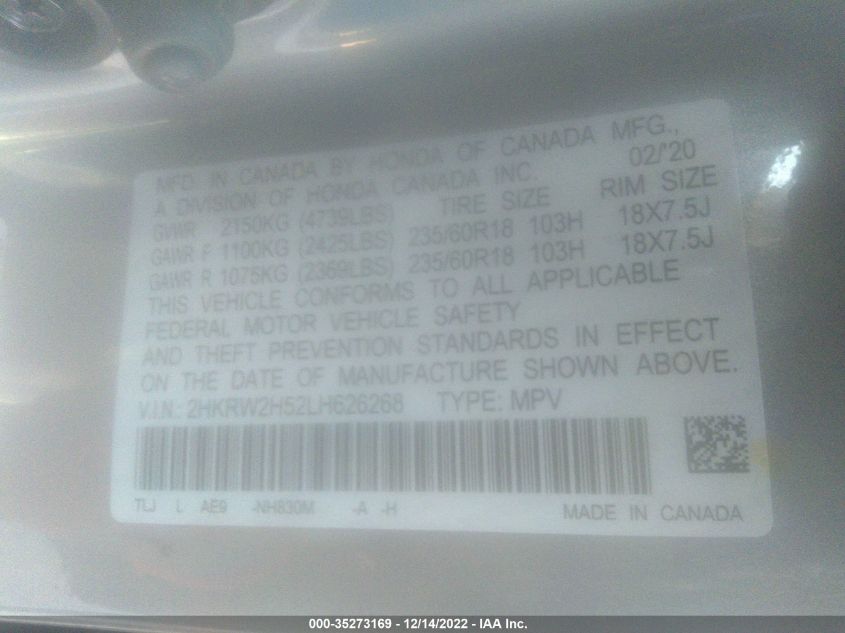 MFD. IN CANADA BY HONDA OF CANADA MFG.,
A DIVISION OF HONDA CANADA INC. 02/'20
GVWR 2150KG (4739LBS) TIRE SIZE RIM SIZE
GAWR F 1100KG (2425LBS) 235/60R18 103H 18X7.5J
GAWR R 1075KG (2369LBS) 235/60R18 103H 18X7.5J
THIS VEHICLE CONFORMS TO ALL APPLICABLE
FEDERAL MOTOR VEHICLE SAFETY
AND THEFT PREVENTION STANDARDS IN EFFECT
ON THE DATE OF MANUFACTURE SHOWN ABOVE.
V.I.N.: 2HKRW2H52LH626268 TYPE: MPV
TLJ L AE9 -NH830M -A -H MADE IN CANADA
000-35273169 - 12/14/2022 - IAA Inc.